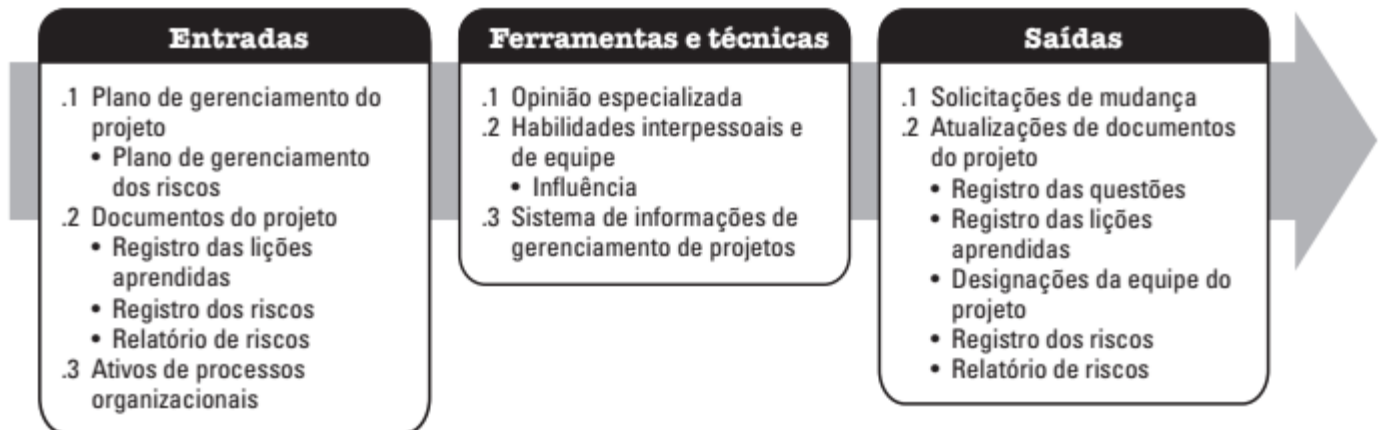 Entradas
.1 Plano de gerenciamento do
projeto
• Plano de gerenciamento
dos riscos
.2 Documentos do projeto
• Registro das lições
aprendidas
• Registro dos riscos
• Relatório de riscos
.3 Ativos de processos
organizacionais
Ferramentas e técnicas
.1 Opinião especializada
.2 Habilidades interpessoais e
de equipe
• Influência
.3 Sistema de informações de
gerenciamento de projetos
Saídas
.1 Solicitações de mudança
.2 Atualizações de documentos
do projeto
• Registro das questões
• Registro das lições
aprendidas
• Designações da equipe do
projeto
• Registro dos riscos
• Relatório de riscos